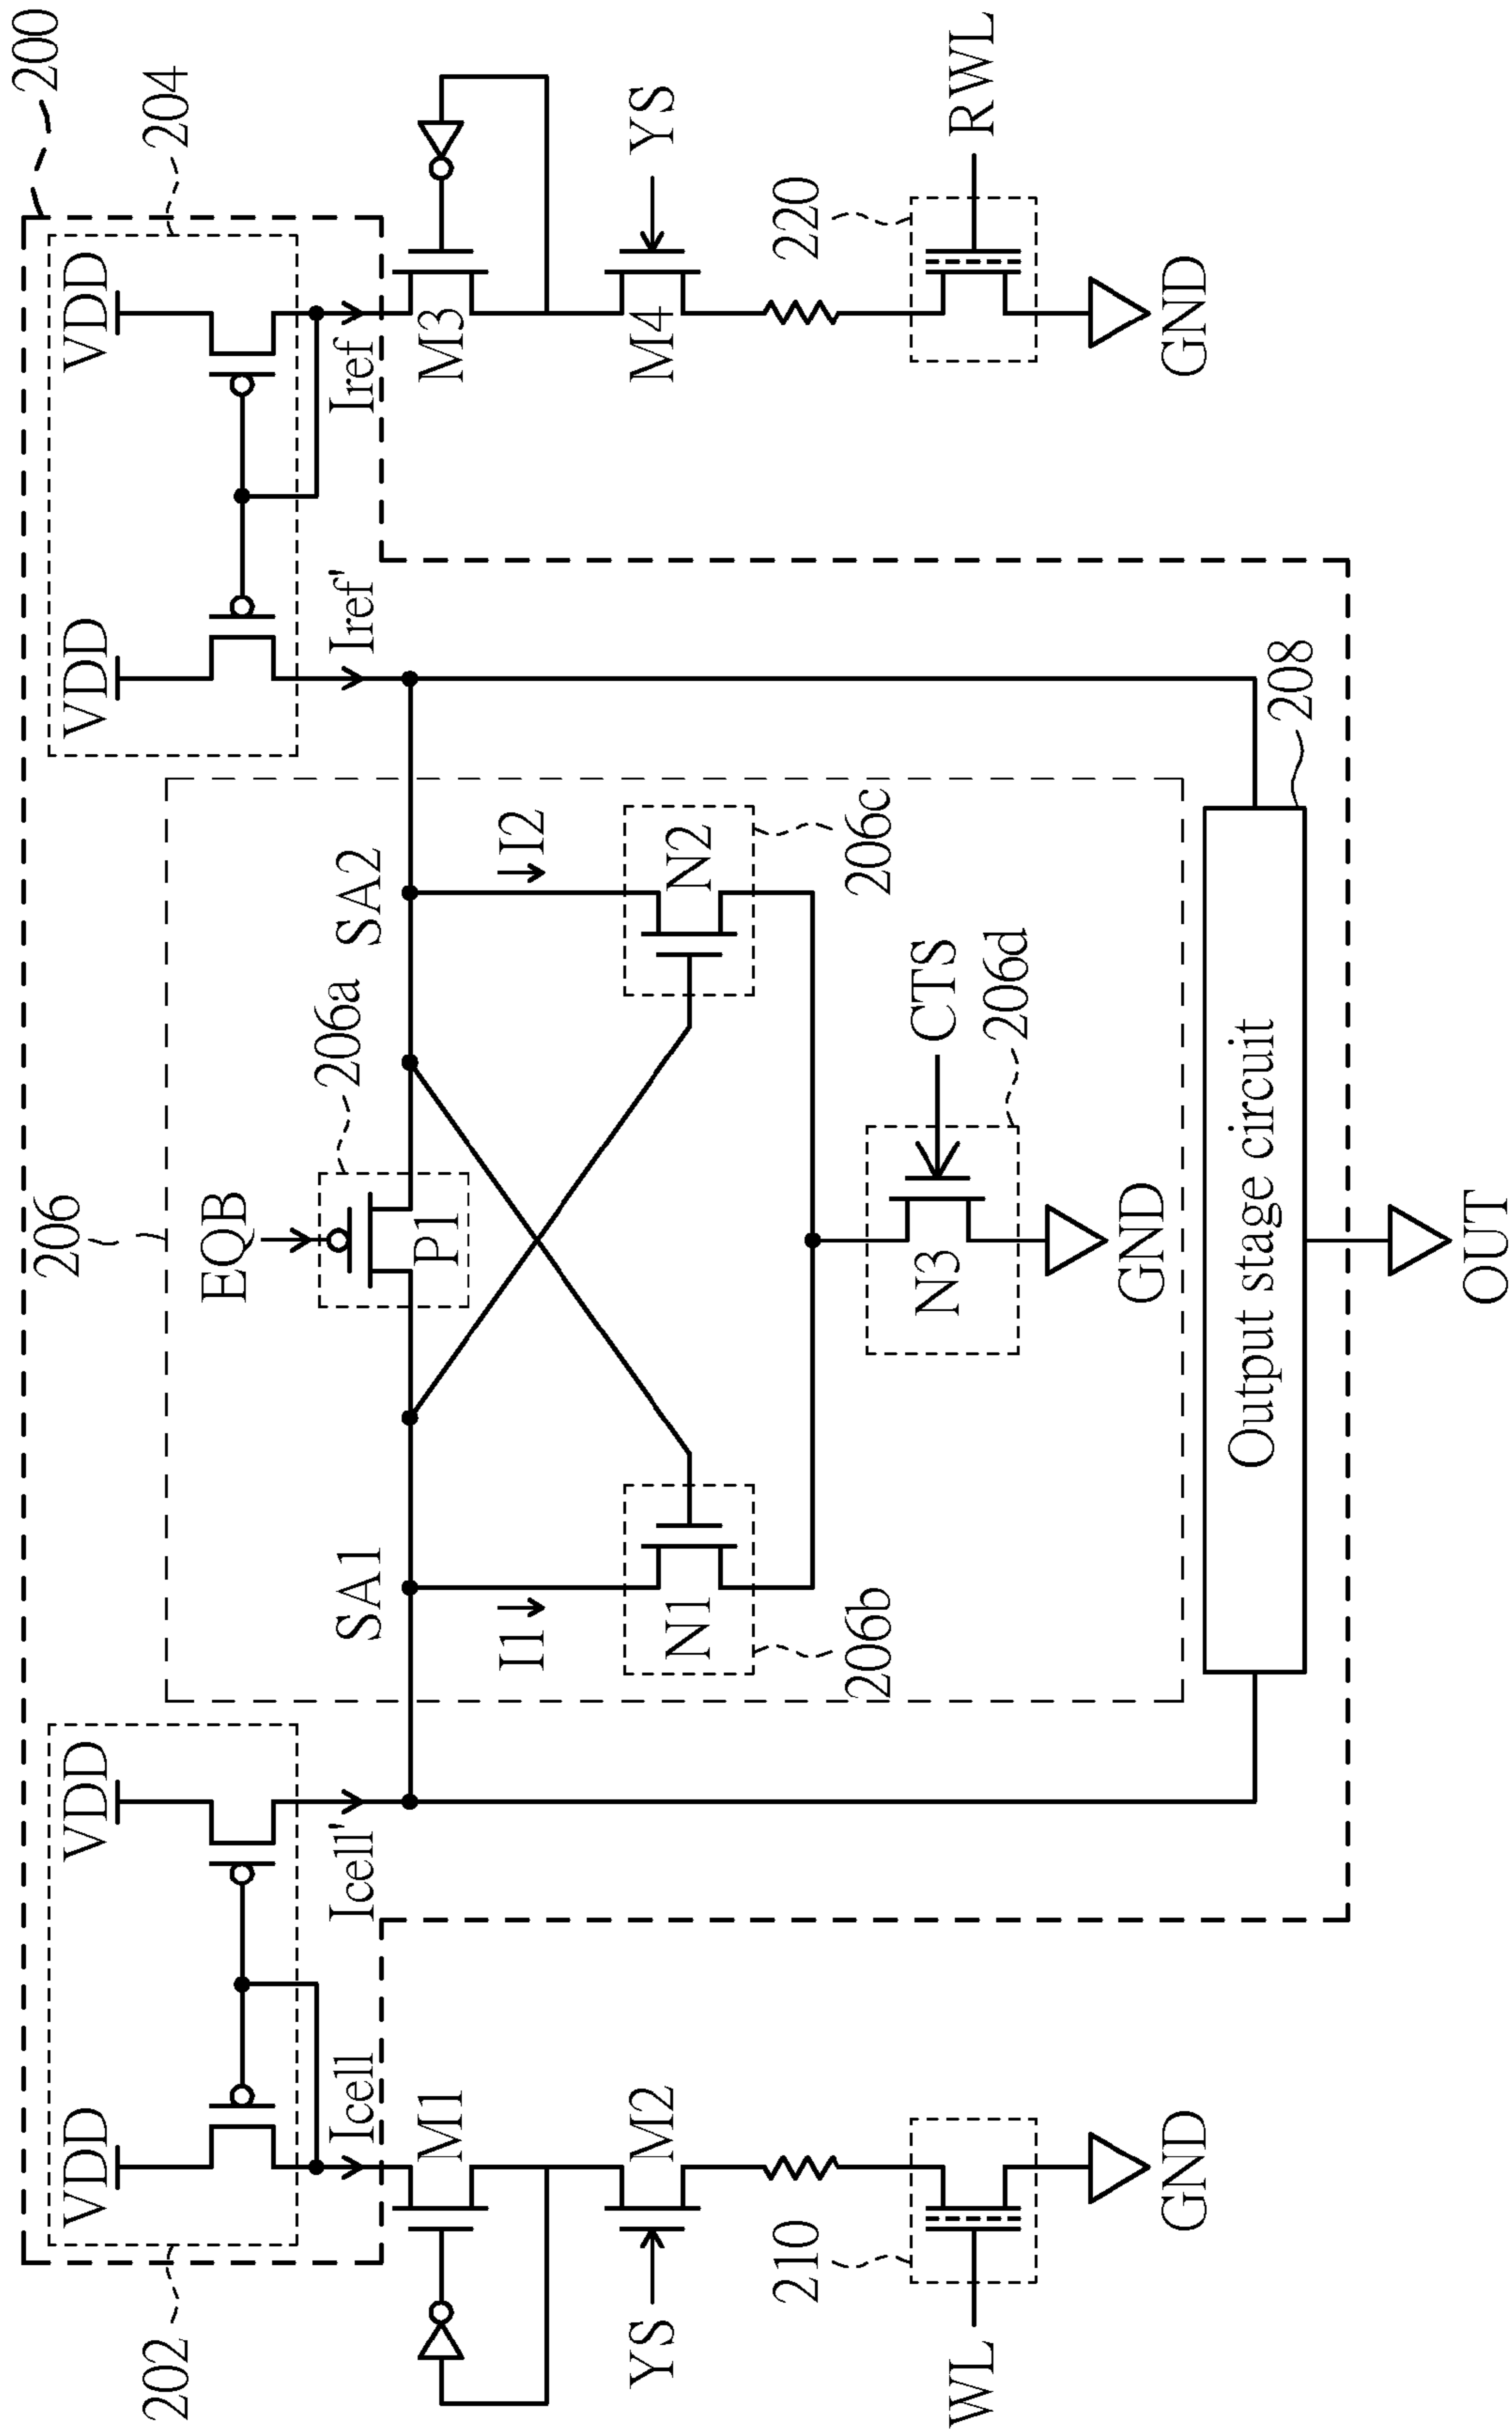 200
202
204
VDD
VDD
VDD
VDD
Icell
Icell'
Iref'
Iref
206
EQB
206a
P1
SA1
SA2
M1
M3
I1
I2
YS
M2
N1
N2
M4
YS
206b
206c
210
220
CTS
N3
206d
WL
RWL
GND
GND
GND
208
Output stage circuit
OUT